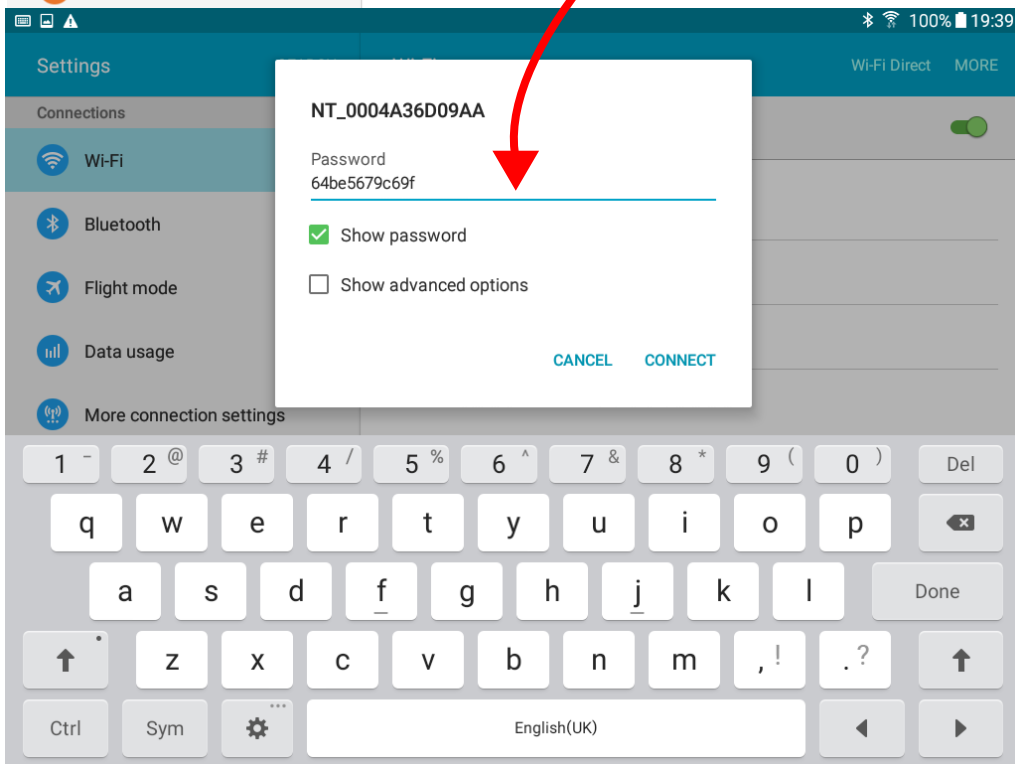 100% 19:39
Settings Wi-Fi Direct MORE
Connections
Wi-Fi
Bluetooth
Flight mode
Data usage
More connection settings
NT_0004A36D09AA
Password
64be5679c69f
Show password
Show advanced options
CANCEL CONNECT
1 - 2 @ 3 # 4 / 5 % 6 ^ 7 & 8 * 9 ( 0 ) Del
q w e r t y u i o p
a s d f g h j k l Done
z x c v b n m , ! . ?
Ctrl Sym English(UK)